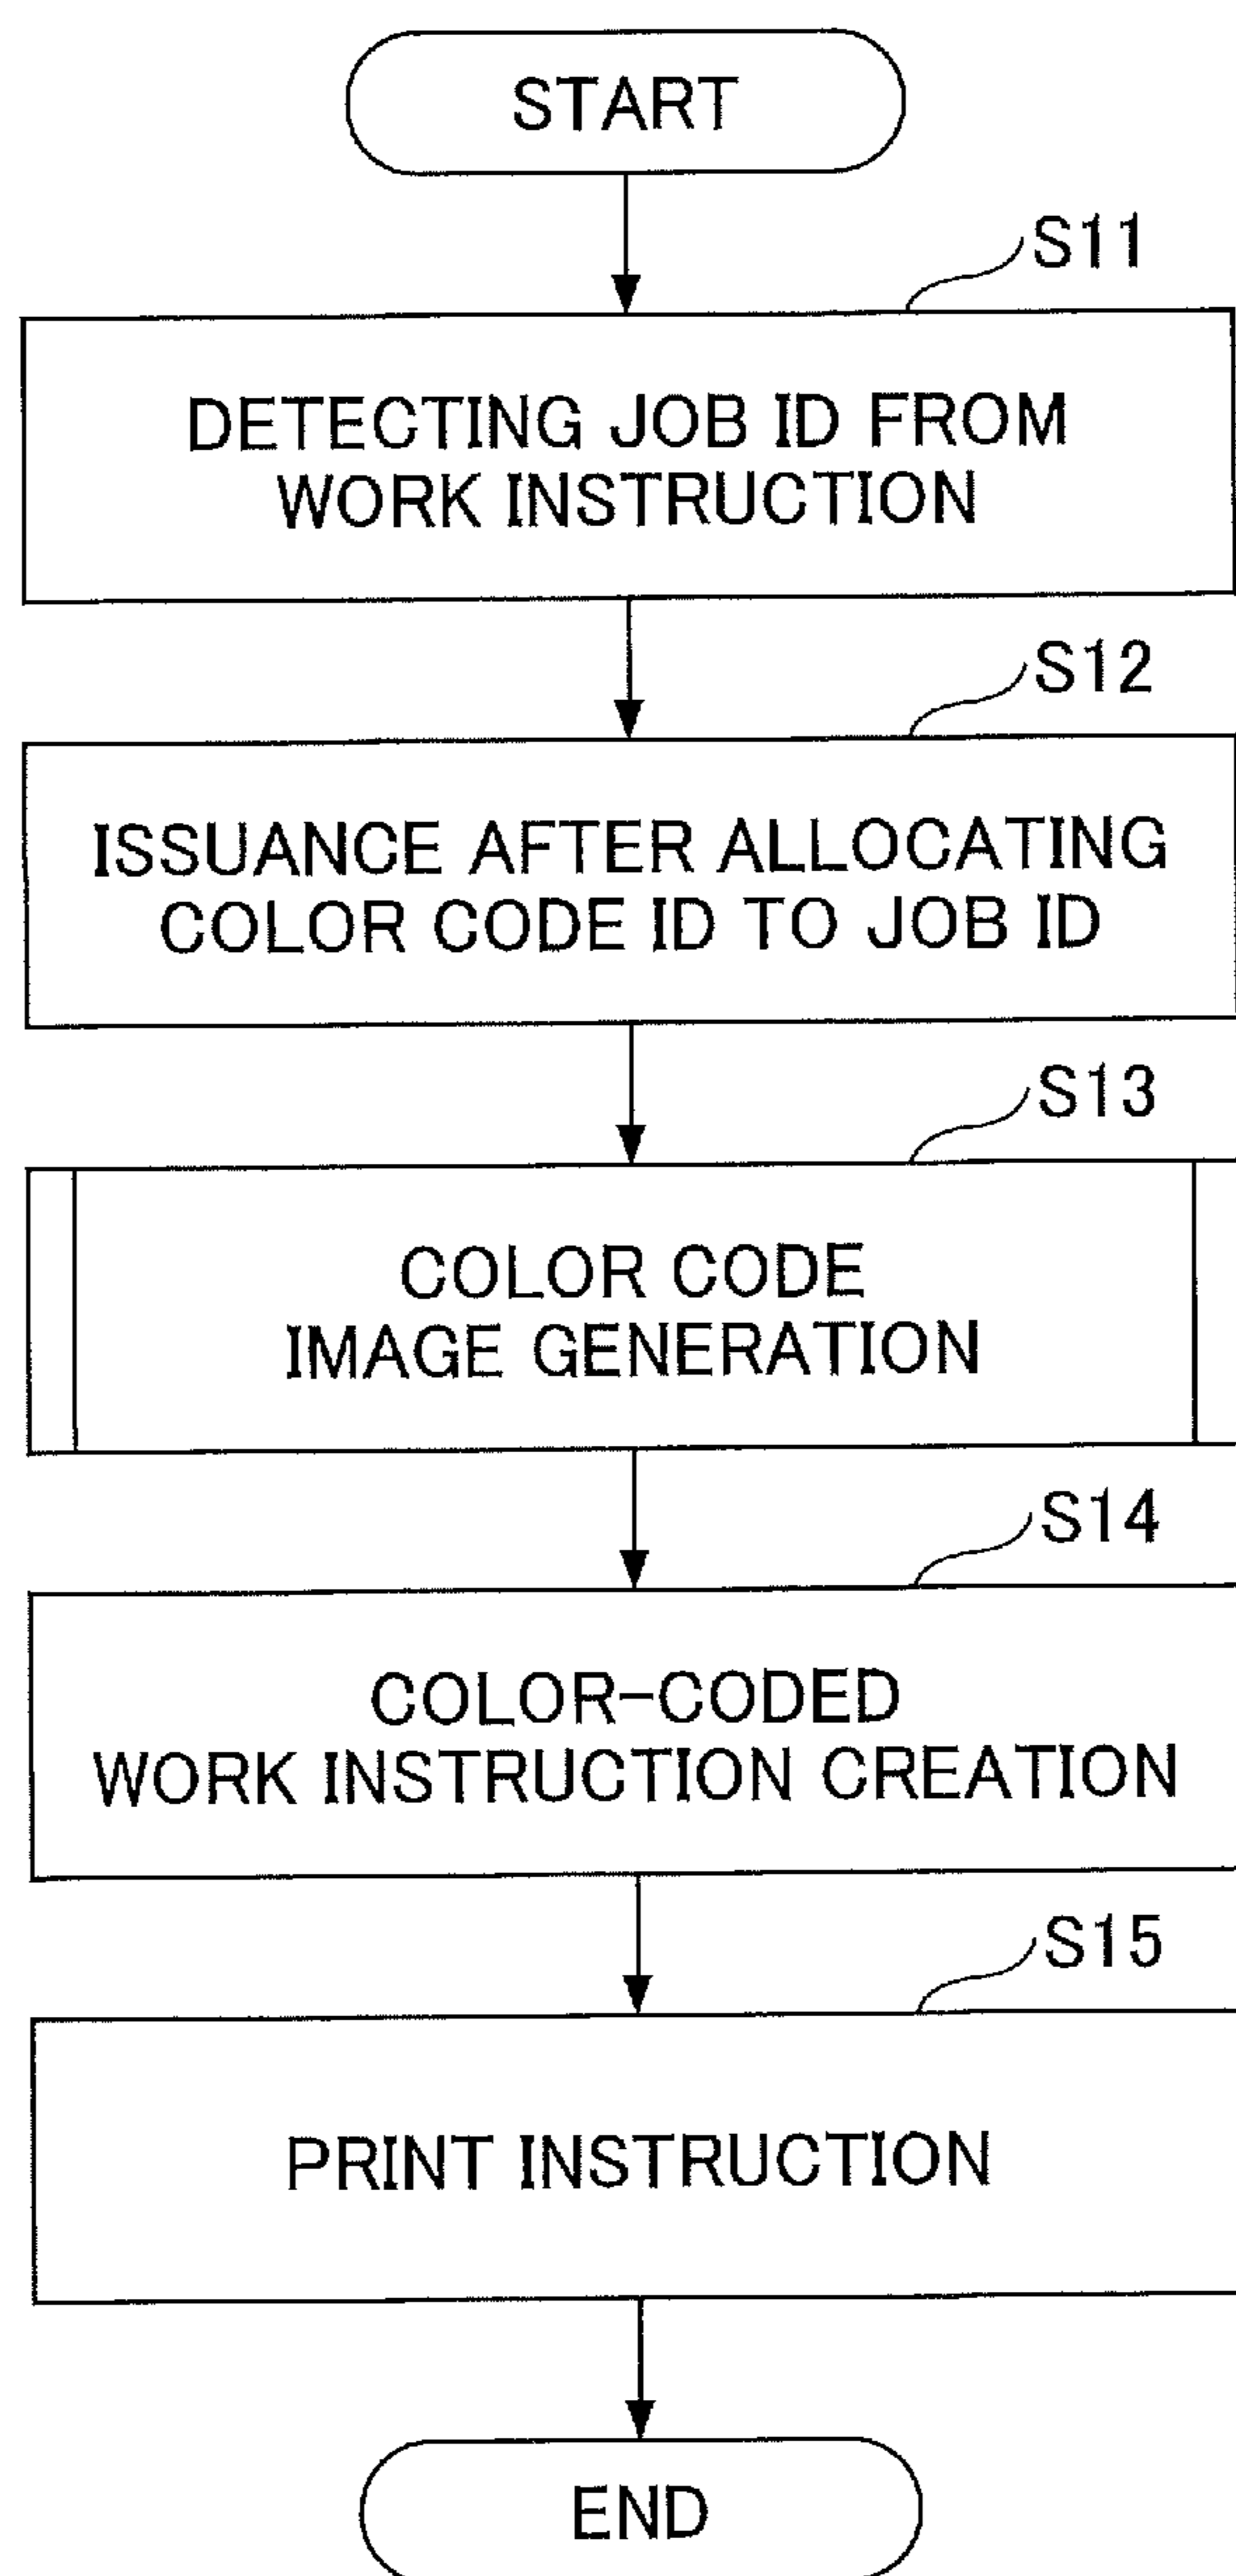 START
S11
DETECTING JOB ID FROM
WORK INSTRUCTION
S12
ISSUANCE AFTER ALLOCATING
COLOR CODE ID TO JOB ID
S13
COLOR CODE
IMAGE GENERATION
S14
COLOR-CODED
WORK INSTRUCTION CREATION
S15
PRINT INSTRUCTION
END